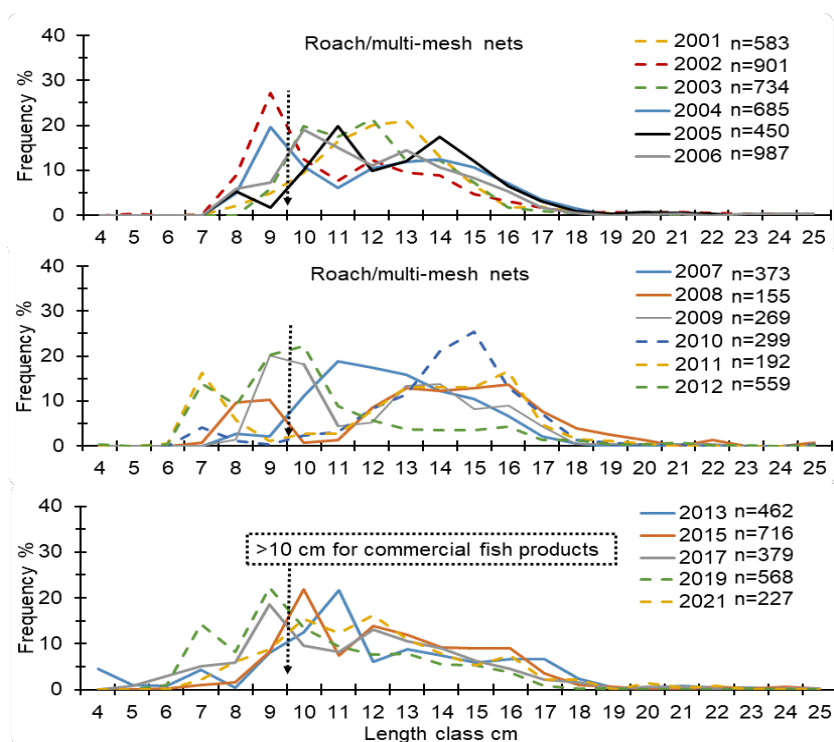 Roach/multi-mesh nets
40
30
20
10
0
Frequency %
2001 n=583
2002 n=901
2003 n=734
2004 n=685
2005 n=450
2006 n=987
4 5 6 7 8 9 10 11 12 13 14 15 16 17 18 19 20 21 22 23 24 25
Roach/multi-mesh nets
40
30
20
10
0
Frequency %
2007 n=373
2008 n=155
2009 n=269
2010 n=299
2011 n=192
2012 n=559
4 5 6 7 8 9 10 11 12 13 14 15 16 17 18 19 20 21 22 23 24 25
40
30
20
10
0
Frequency %
>10 cm for commercial fish products
2013 n=462
2015 n=716
2017 n=379
2019 n=568
2021 n=227
4 5 6 7 8 9 10 11 12 13 14 15 16 17 18 19 20 21 22 23 24 25
Length class cm